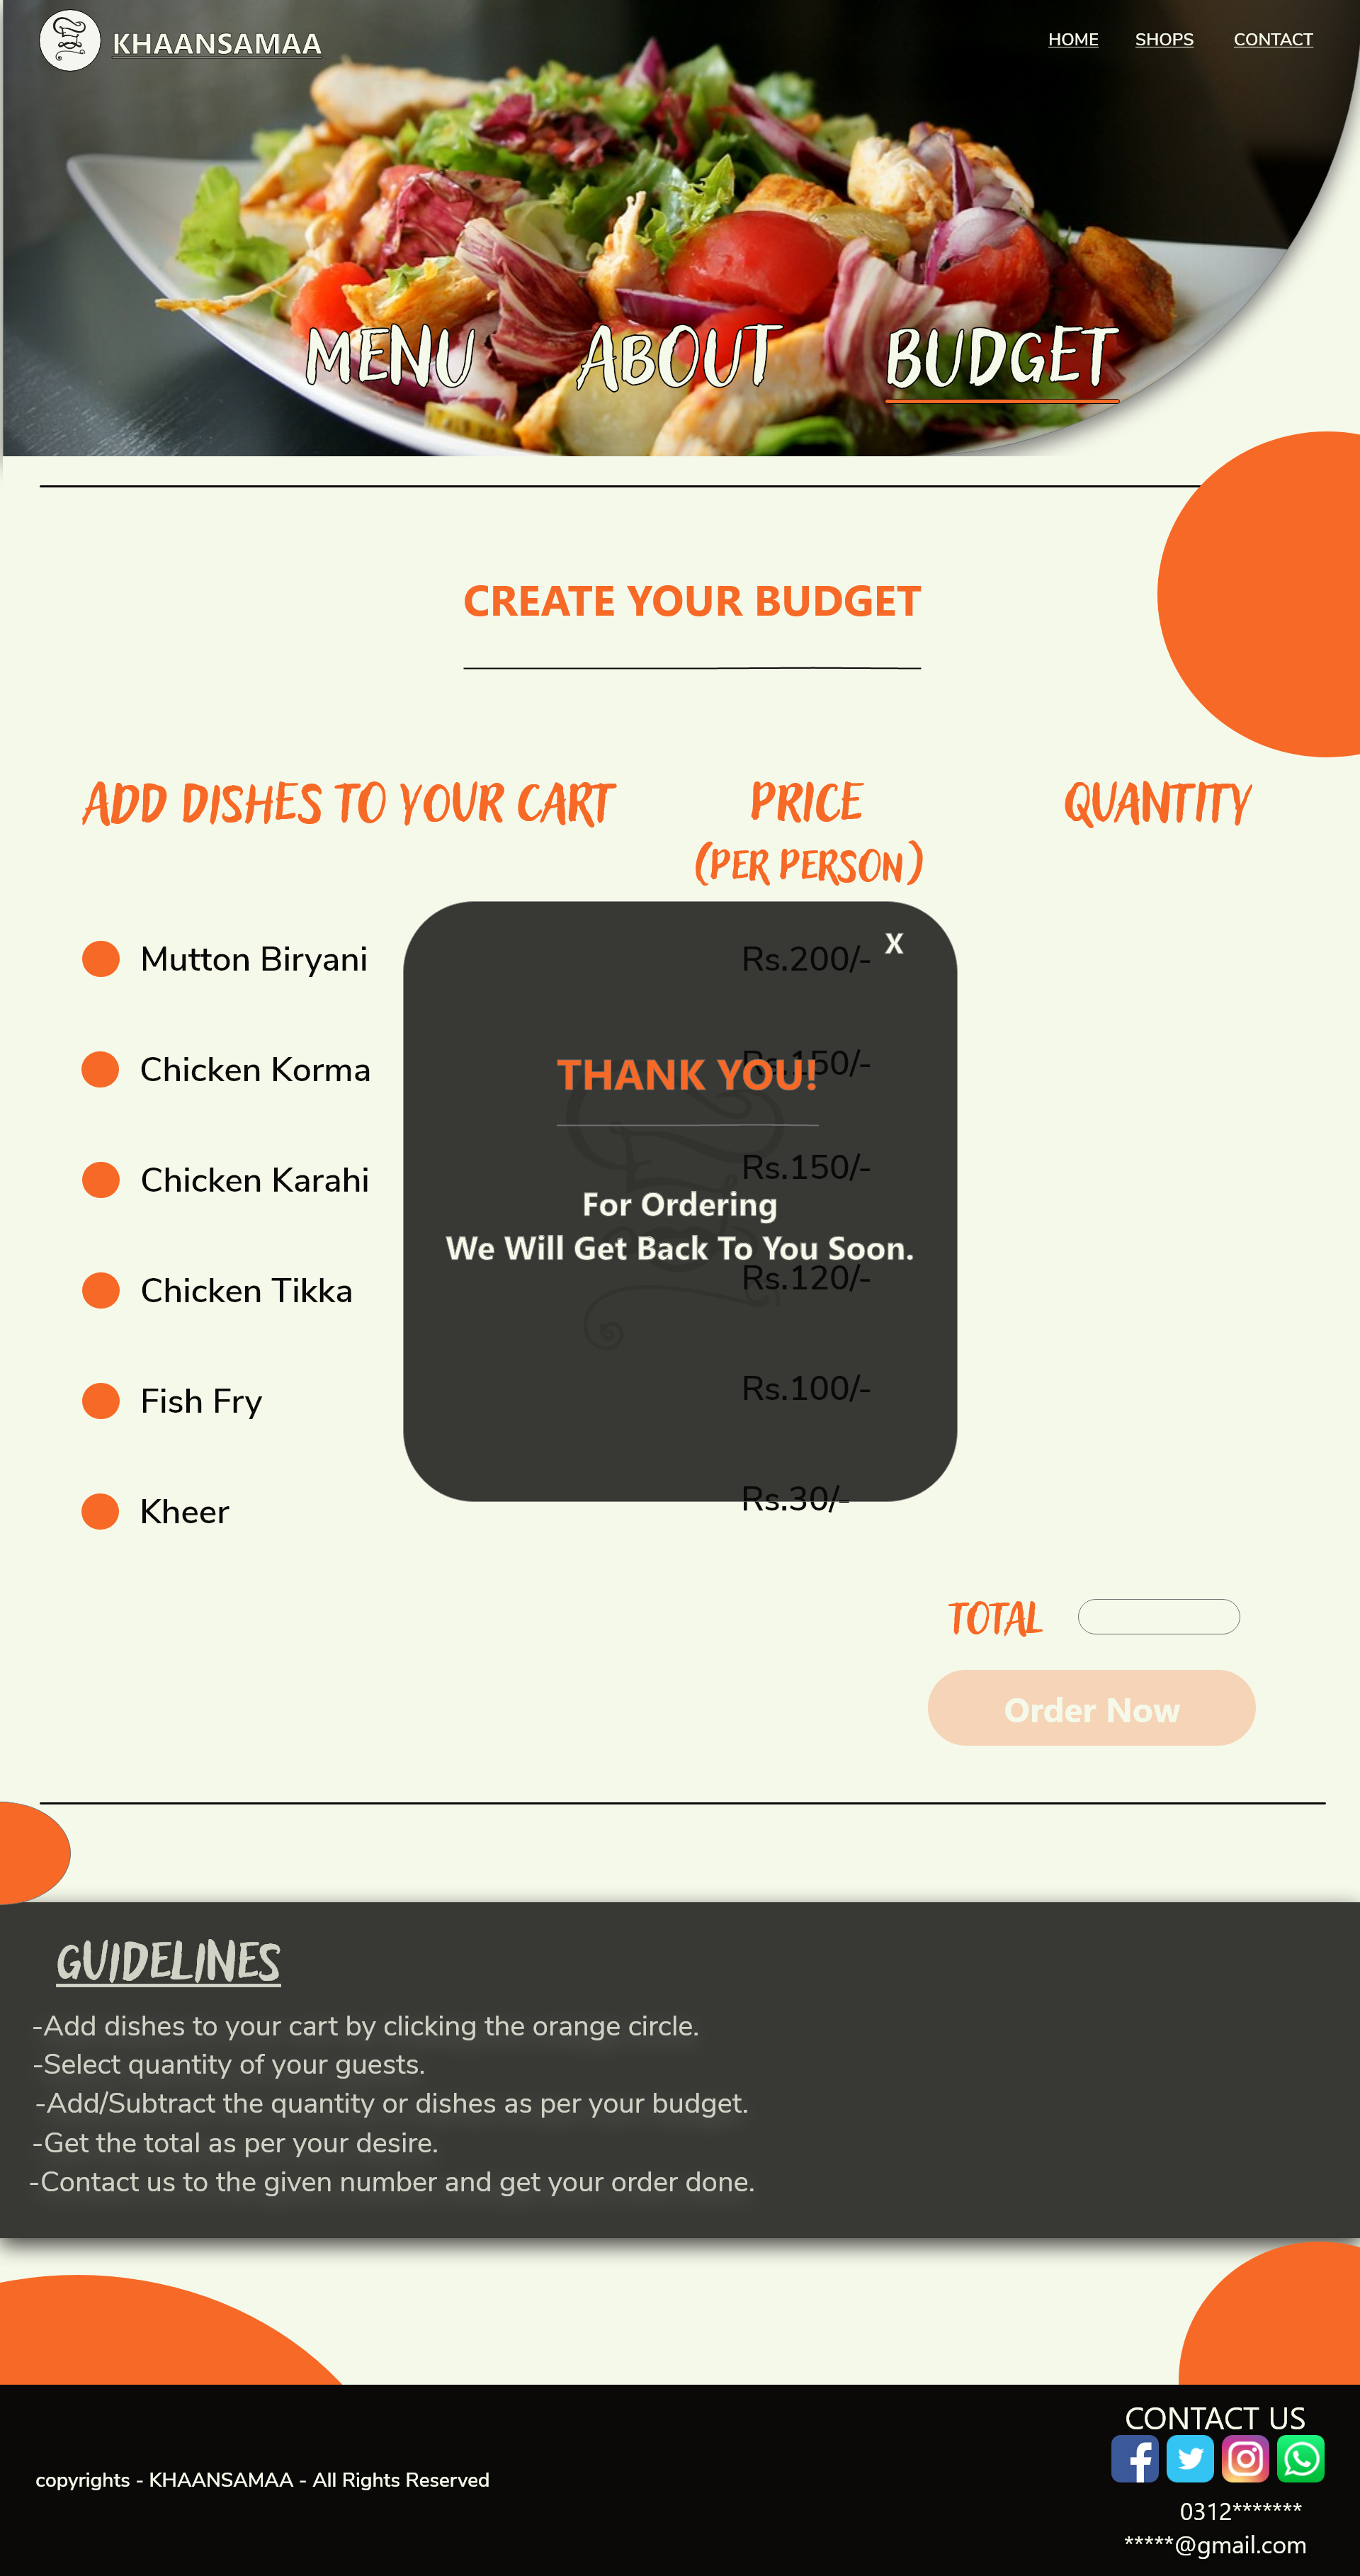 KHAANSAMAA
HOME SHOPS CONTACT
MENU ABOUT BUDGET
CREATE YOUR BUDGET
ADD DISHES TO YOUR CART PRICE QUANTITY
(PER PERSON)
X
Mutton Biryani Rs.200/-
Chicken Korma Rs.150/-
THANK YOU!
Chicken Karahi Rs.150/-
For Ordering
We Will Get Back To You Soon.
Chicken Tikka Rs.120/-
Fish Fry Rs.100/-
Kheer Rs.30/-
TOTAL
Order Now
GUIDELINES
-Add dishes to your cart by clicking the orange circle.
-Select quantity of your guests.
-Add/Subtract the quantity or dishes as per your budget.
-Get the total as per your desire.
-Contact us to the given number and get your order done.
CONTACT US
copyrights - KHAANSAMAA - All Rights Reserved
0312*******
*****@gmail.com